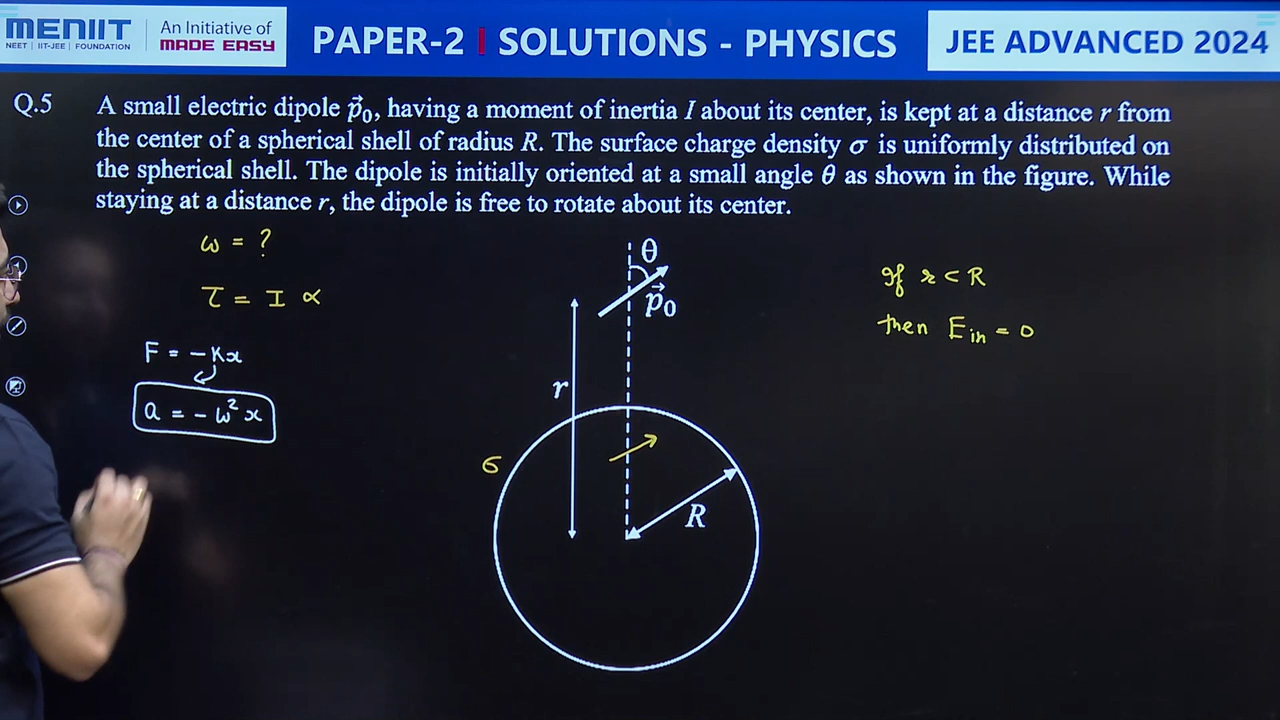 MENIIT
NEET | IIT-JEE | FOUNDATION
An Initiative of
MADE EASY
PAPER-2 | SOLUTIONS - PHYSICS
JEE ADVANCED 2024
Q.5 A small electric dipole p⃗₀, having a moment of inertia I about its center, is kept at a distance r from
the center of a spherical shell of radius R. The surface charge density σ is uniformly distributed on
the spherical shell. The dipole is initially oriented at a small angle θ as shown in the figure. While
staying at a distance r, the dipole is free to rotate about its center.
ω = ?
τ = I α
F = -Kx
a = -ω²x
θ
p⃗₀
r
σ
R
If r < R
then E_in = 0